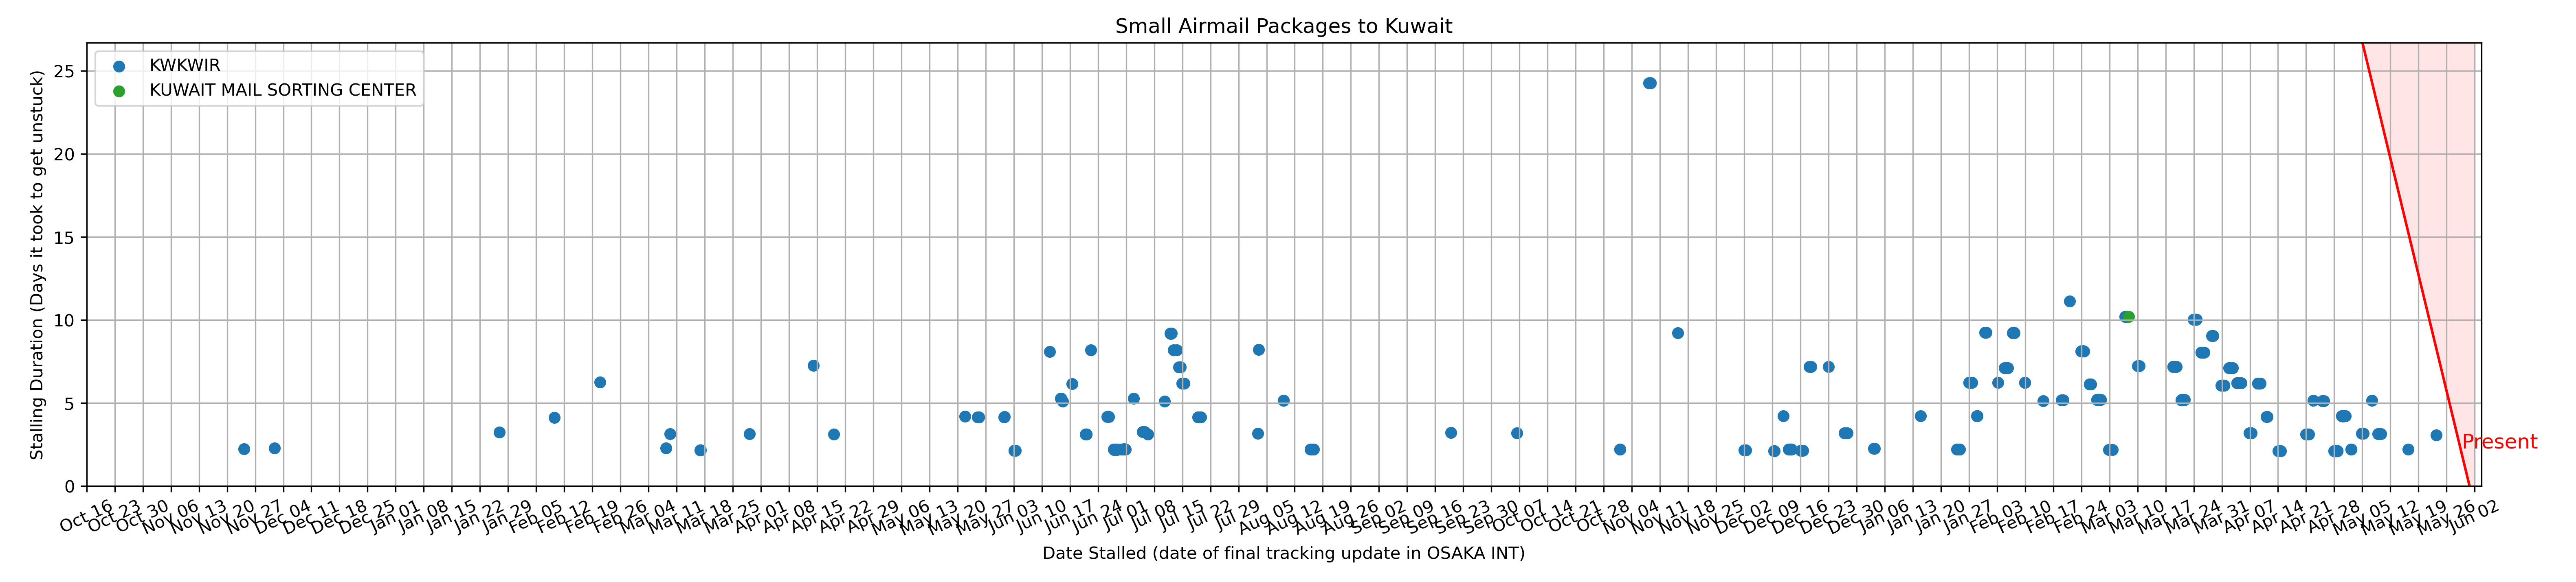 Small Airmail Packages to Kuwait
KWKWIR
KUWAIT MAIL SORTING CENTER
Stalling Duration (Days it took to get unstuck)
25
20
15
10
5
0
Present
Oct 16
Oct 23
Oct 30
Nov 06
Nov 13
Nov 20
Nov 27
Dec 04
Dec 11
Dec 18
Dec 25
Jan 01
Jan 08
Jan 15
Jan 22
Jan 29
Feb 05
Feb 12
Feb 19
Feb 26
Mar 04
Mar 11
Mar 18
Mar 25
Apr 01
Apr 08
Apr 15
Apr 22
Apr 29
May 06
May 13
May 20
May 27
Jun 03
Jun 10
Jun 17
Jun 24
Jul 01
Jul 08
Jul 15
Jul 22
Jul 29
Aug 05
Aug 12
Aug 19
Aug 26
Sep 02
Sep 09
Sep 16
Sep 23
Sep 30
Oct 07
Oct 14
Oct 21
Oct 28
Nov 04
Nov 11
Nov 18
Nov 25
Dec 02
Dec 09
Dec 16
Dec 23
Dec 30
Jan 06
Jan 13
Jan 20
Jan 27
Feb 03
Feb 10
Feb 17
Feb 24
Mar 03
Mar 10
Mar 17
Mar 24
Mar 31
Apr 07
Apr 14
Apr 21
Apr 28
May 05
May 12
May 19
May 26
Jun 02
Date Stalled (date of final tracking update in OSAKA INT)